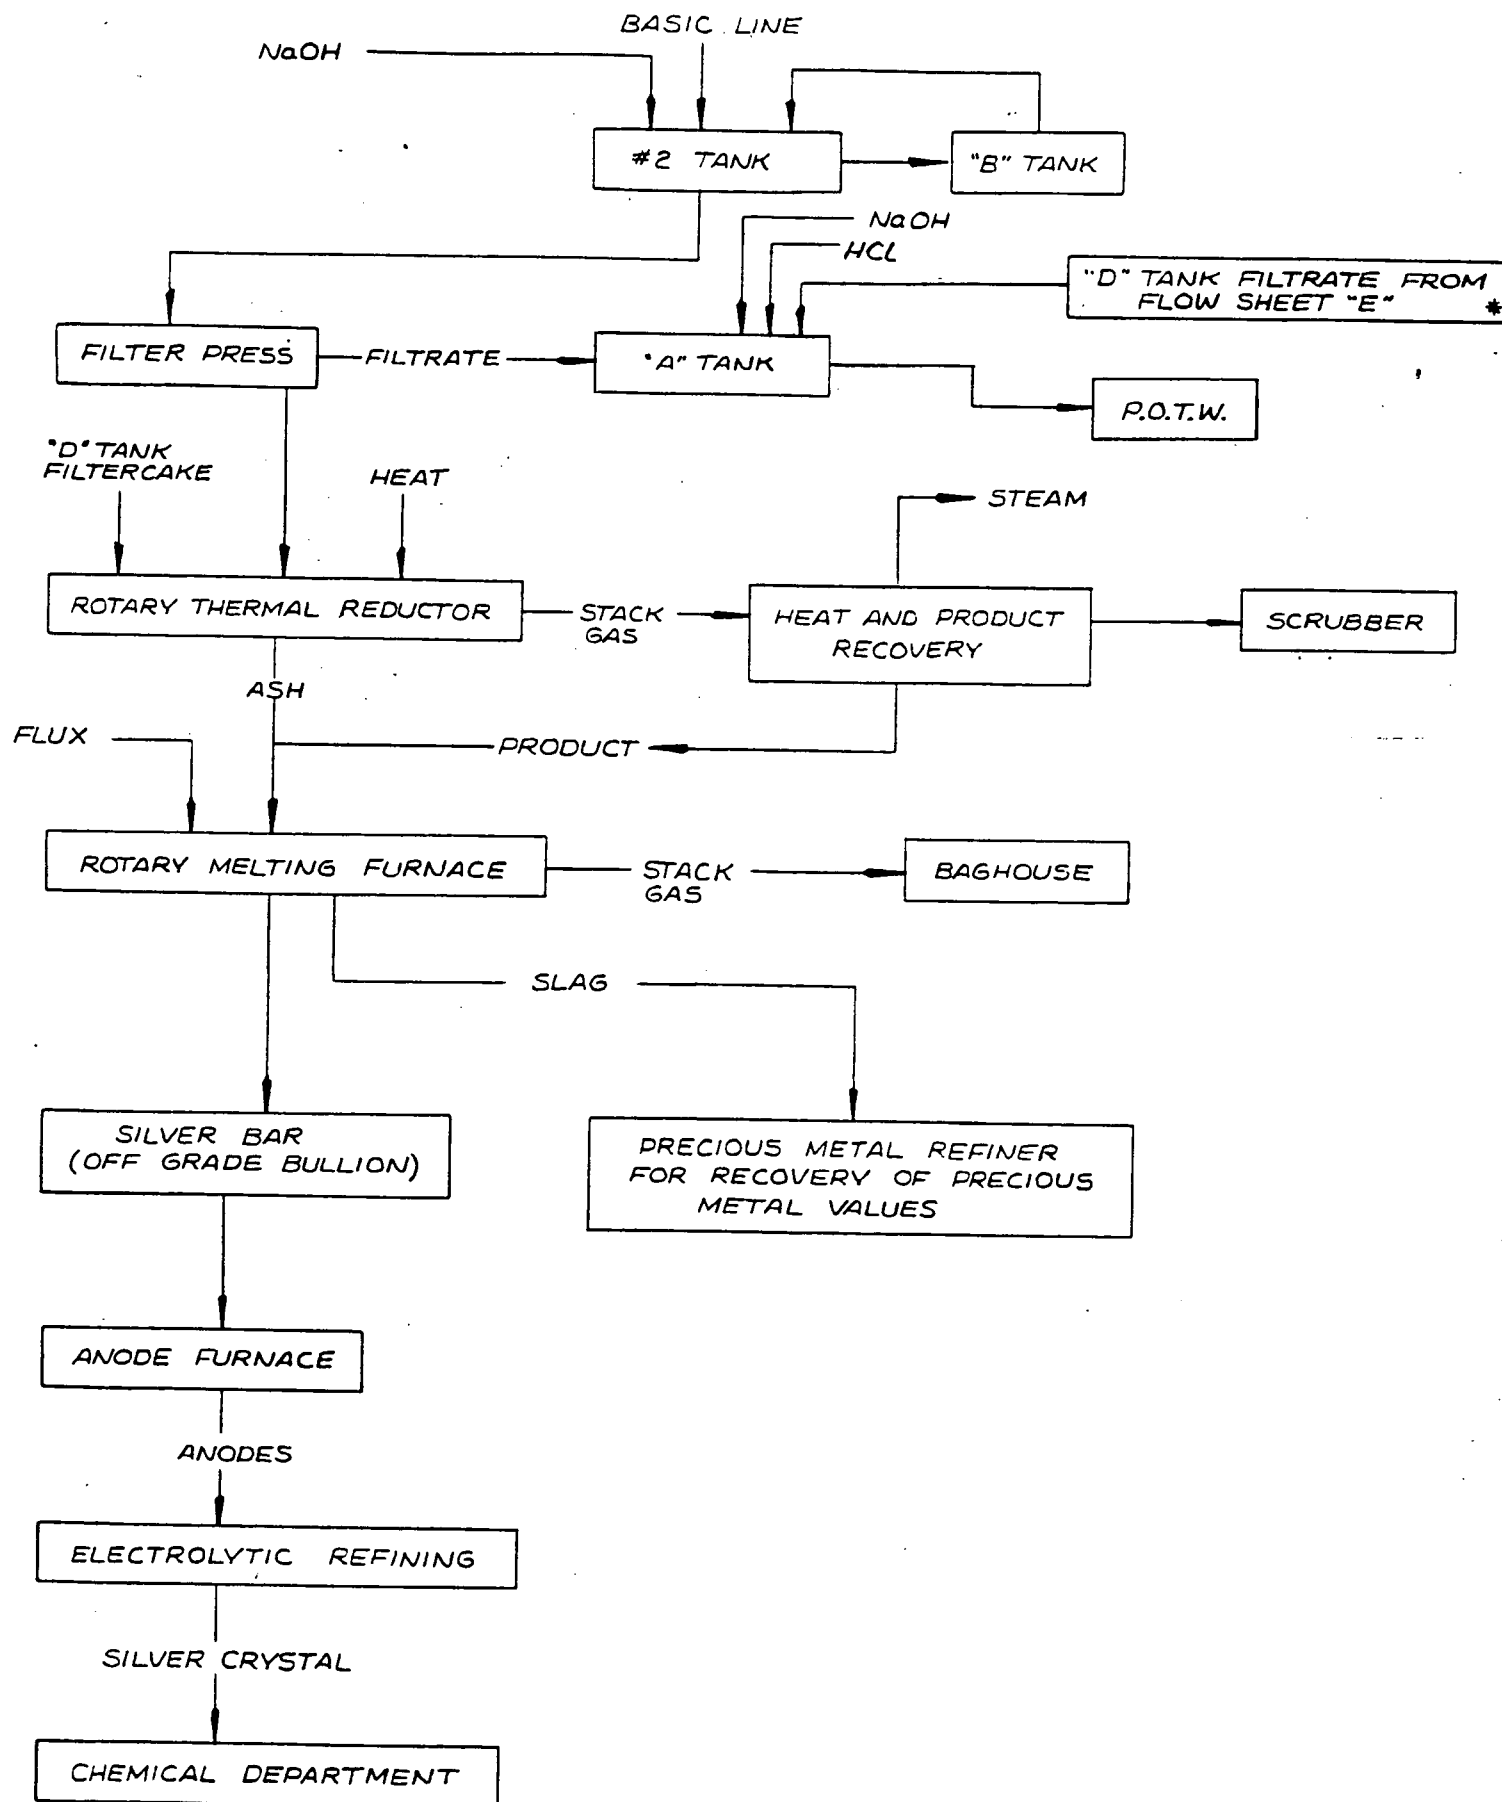 BASIC LINE
NaOH
#2 TANK
"B" TANK
NaOH
HCL
"D" TANK FILTRATE FROM
FLOW SHEET "E" *
FILTER PRESS
FILTRATE
"A" TANK
P.O.T.W.
"D" TANK
FILTERCAKE
HEAT
STEAM
ROTARY THERMAL REDUCTOR
STACK
GAS
HEAT AND PRODUCT
RECOVERY
SCRUBBER
ASH
FLUX
PRODUCT
ROTARY MELTING FURNACE
STACK
GAS
BAGHOUSE
SLAG
SILVER BAR
(OFF GRADE BULLION)
PRECIOUS METAL REFINER
FOR RECOVERY OF PRECIOUS
METAL VALUES
ANODE FURNACE
ANODES
ELECTROLYTIC REFINING
SILVER CRYSTAL
CHEMICAL DEPARTMENT